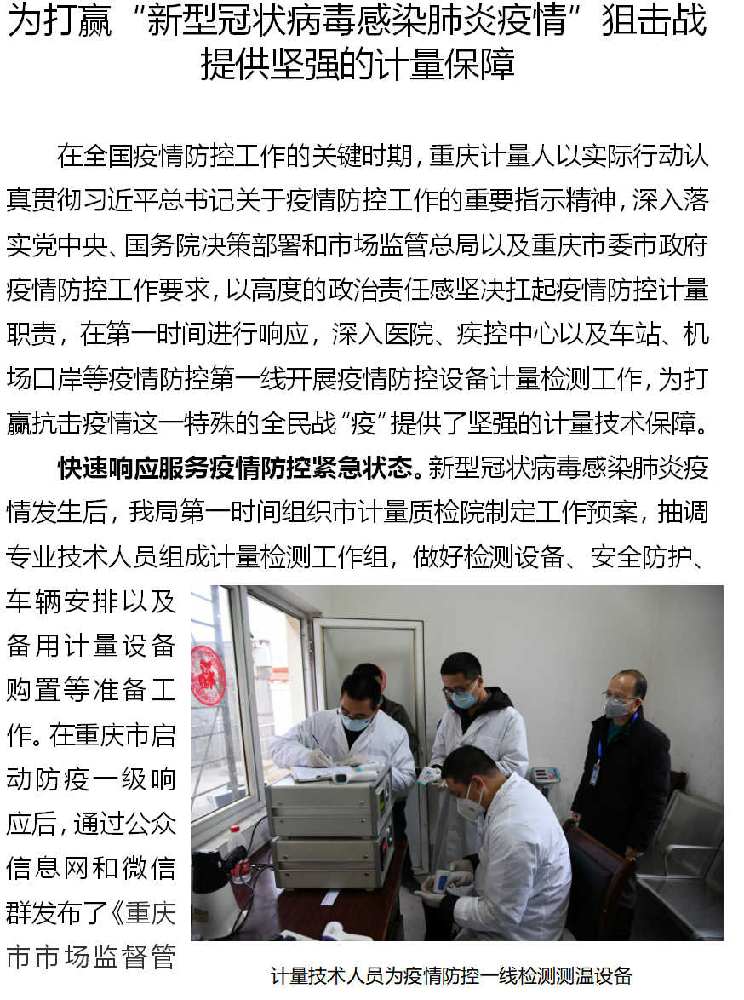 为打赢“新型冠状病毒感染肺炎疫情”狙击战
提供坚强的计量保障
在全国疫情防控工作的关键时期，重庆计量人以实际行动认
真贯彻习近平总书记关于疫情防控工作的重要指示精神，深入落
实党中央、国务院决策部署和市场监管总局以及重庆市委市政府
疫情防控工作要求，以高度的政治责任感坚决扛起疫情防控计量
职责，在第一时间进行响应，深入医院、疾控中心以及车站、机
场口岸等疫情防控第一线开展疫情防控设备计量检测工作，为打
赢抗击疫情这一特殊的全民战“疫”提供了坚强的计量技术保障。
快速响应服务疫情防控紧急状态。新型冠状病毒感染肺炎疫
情发生后，我局第一时间组织市计量质检院制定工作预案，抽调
专业技术人员组成计量检测工作组，做好检测设备、安全防护、
车辆安排以及
备用计量设备
购置等准备工
作。在重庆市启
动防疫一级响
应后，通过公众
信息网和微信
群发布了《重庆
市市场监督管
福
计量技术人员为疫情防控一线检测测温设备